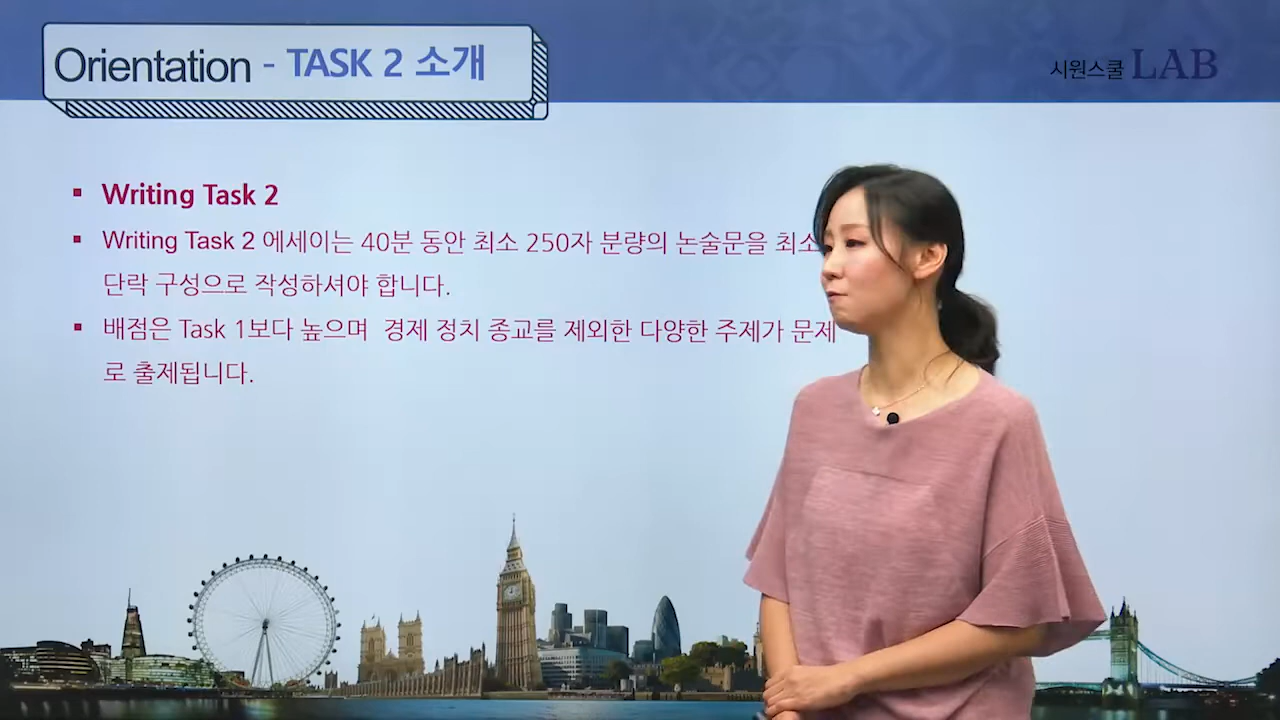 Orientation - TASK 2 소개
시원스쿨 LAB
Writing Task 2
Writing Task 2 에세이는 40분 동안 최소 250자 분량의 논술문을 최소
단락 구성으로 작성하셔야 합니다.
배점은 Task 1보다 높으며 경제 정치 종교를 제외한 다양한 주제가 문제
로 출제됩니다.